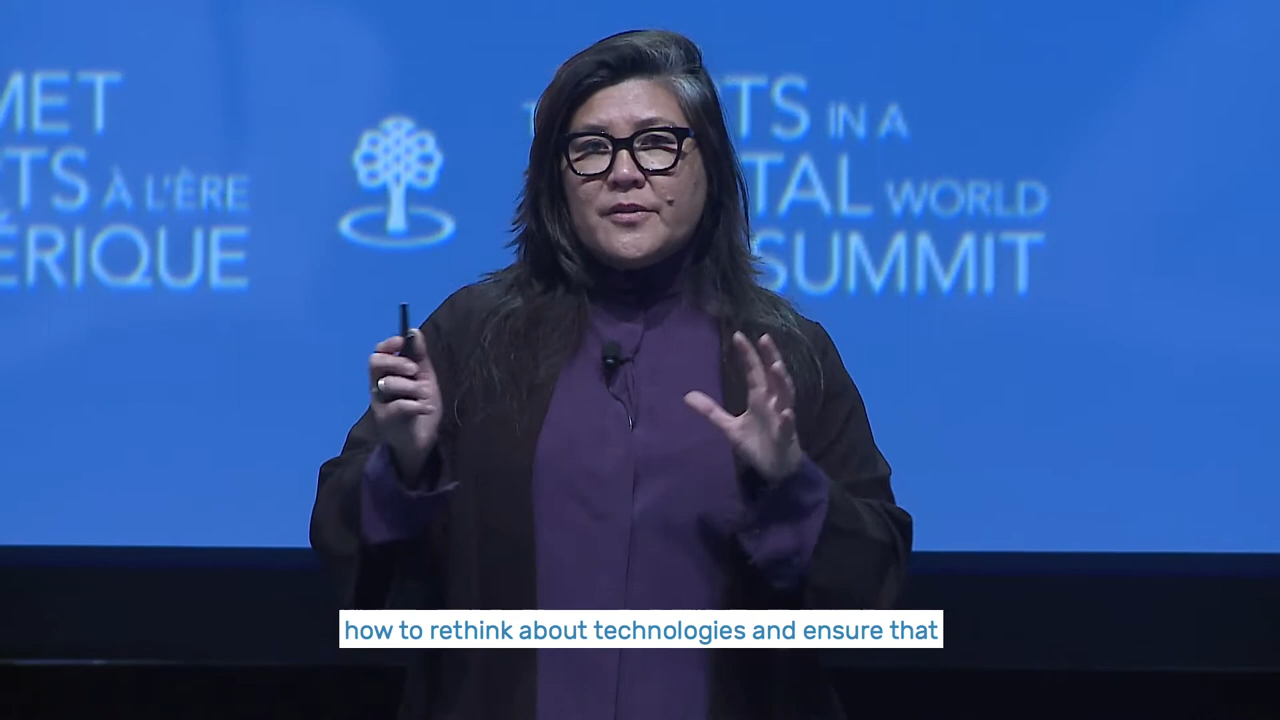 MET
TS À L'ÈRE
ÉRIQUE
TS IN A
TAL WORLD
SUMMIT
how to rethink about technologies and ensure that